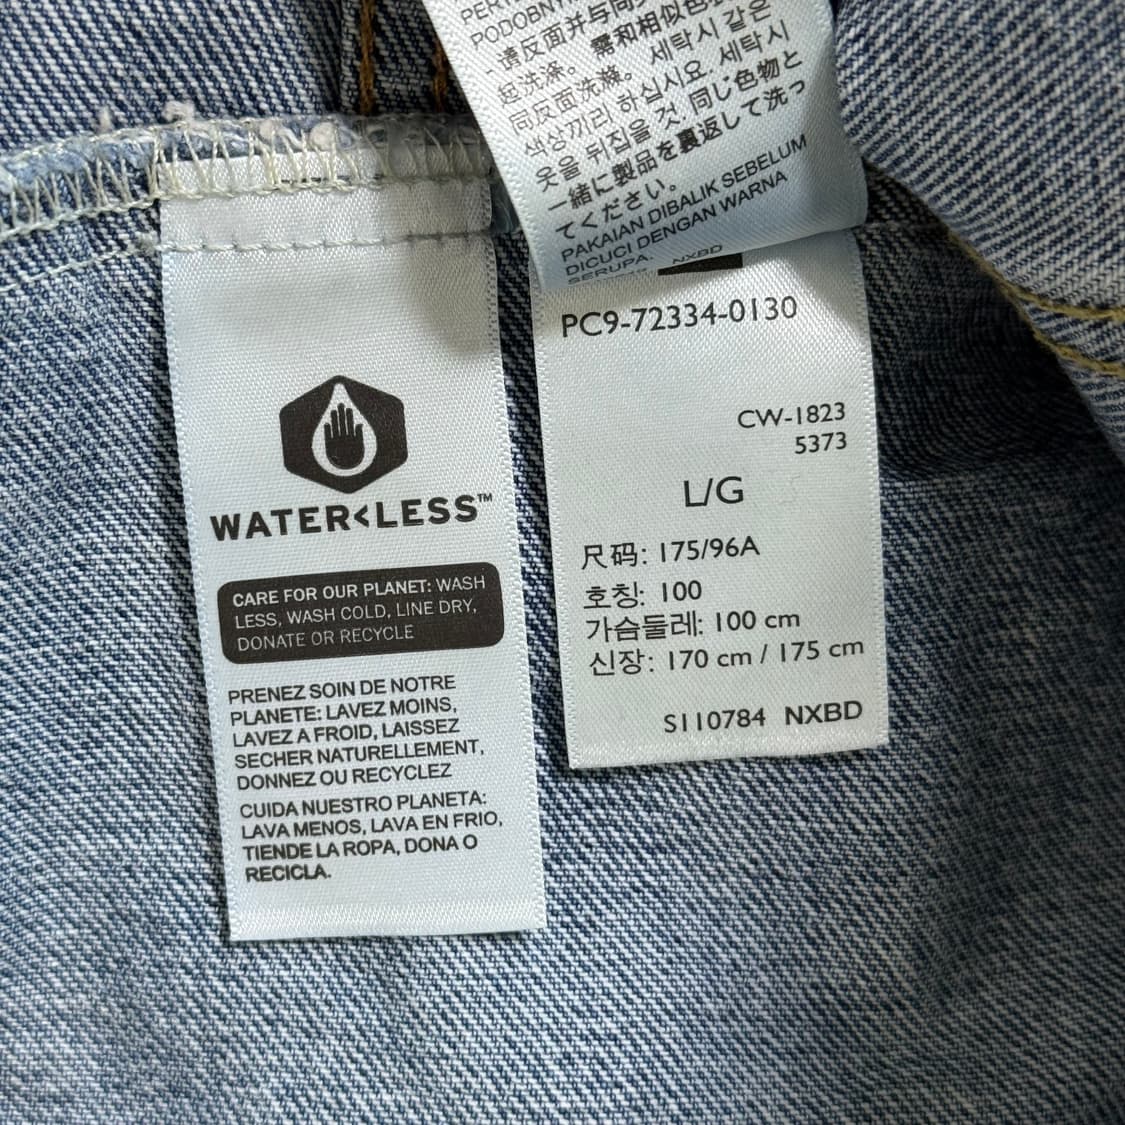 PODOBNY
- 请反面并与同
起洗涤。需和相似色
同反面洗滌。세탁시 같은
색상끼리 하십시요. 세탁시
옷을 뒤집을 것. 同じ色物と
一緒に製品を裏返して洗っ
てください。
PAKAIAN DIBALIK SEBELUM
DICUCI DENGAN WARNA
SERUPA.
NXBD
WATER<LESS™
CARE FOR OUR PLANET: WASH
LESS, WASH COLD, LINE DRY,
DONATE OR RECYCLE
PRENEZ SOIN DE NOTRE
PLANETE: LAVEZ MOINS,
LAVEZ A FROID, LAISSEZ
SECHER NATURELLEMENT,
DONNEZ OU RECYCLEZ
CUIDA NUESTRO PLANETA:
LAVA MENOS, LAVA EN FRIO,
TIENDE LA ROPA, DONA O
RECICLA.
PC9-72334-0130
CW-1823
5373
L/G
尺码: 175/96A
호칭: 100
가슴둘레: 100 cm
신장: 170 cm / 175 cm
S110784 NXBD